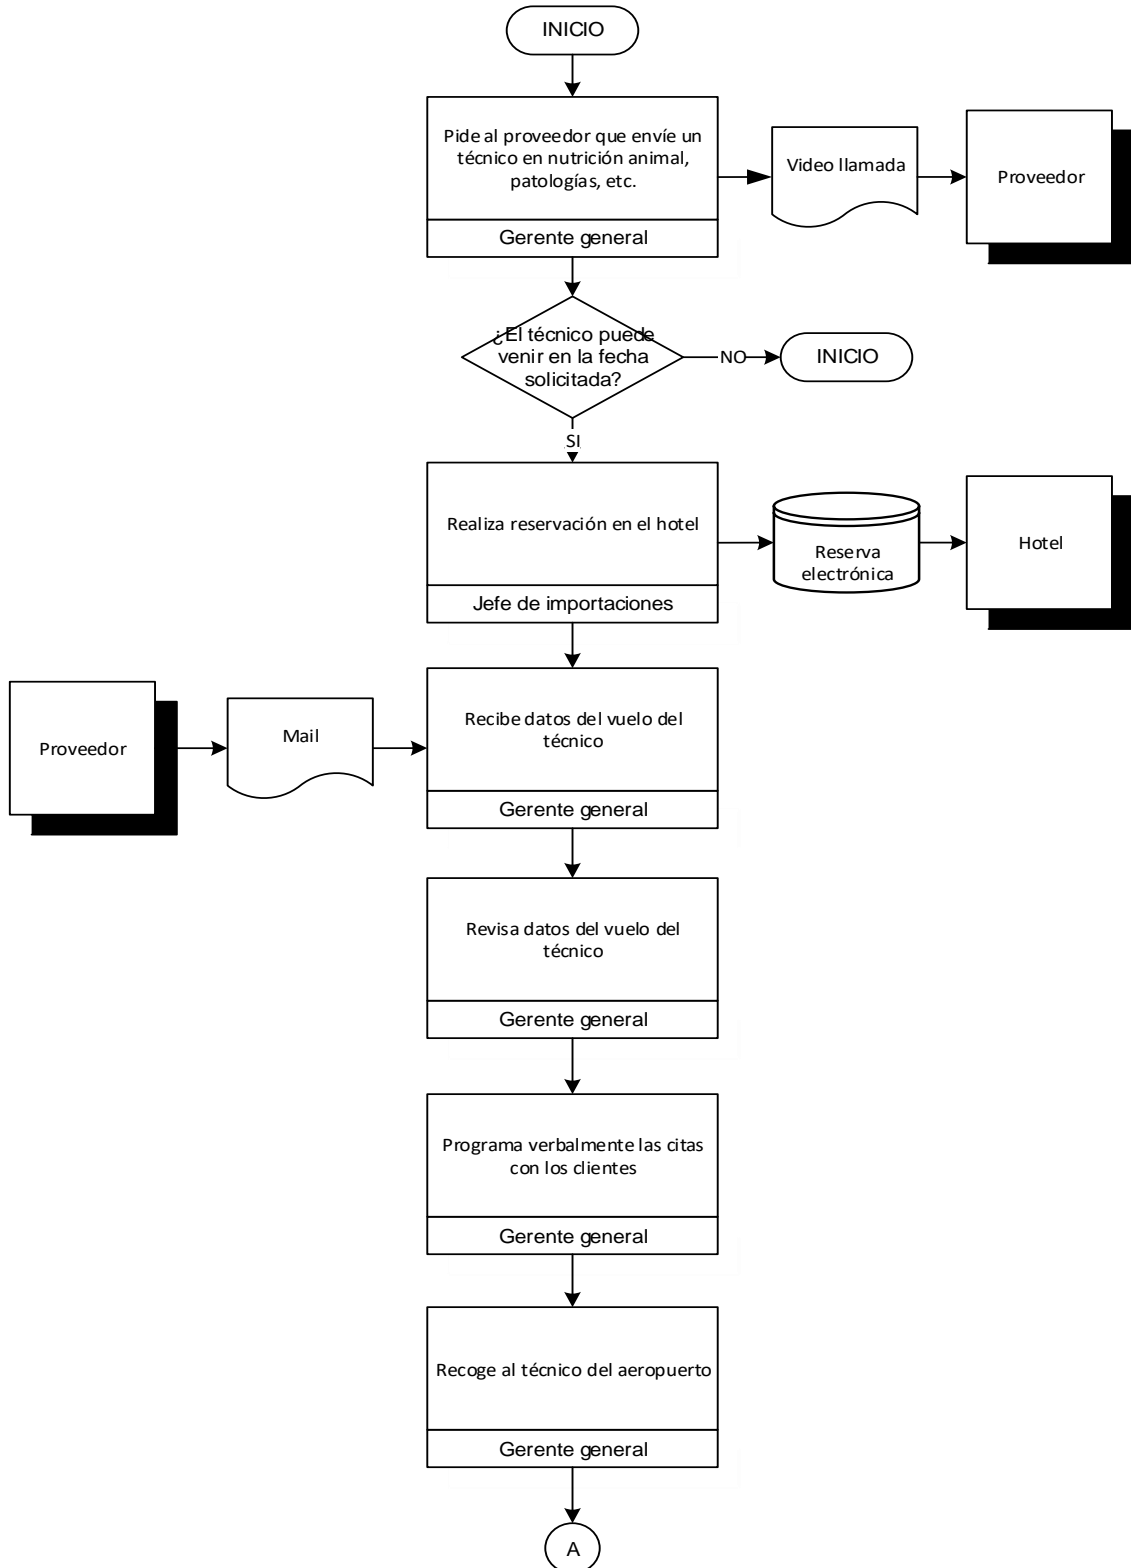 INICIO
Pide al proveedor que envíe un
técnico en nutrición animal,
patologías, etc.
Gerente general
Video llamada
Proveedor
¿El técnico puede
venir en la fecha
solicitada?
NO
INICIO
SI
Realiza reservación en el hotel
Jefe de importaciones
Reserva
electrónica
Hotel
Proveedor
Mail
Recibe datos del vuelo del
técnico
Gerente general
Revisa datos del vuelo del
técnico
Gerente general
Programa verbalmente las citas
con los clientes
Gerente general
Recoge al técnico del aeropuerto
Gerente general
A